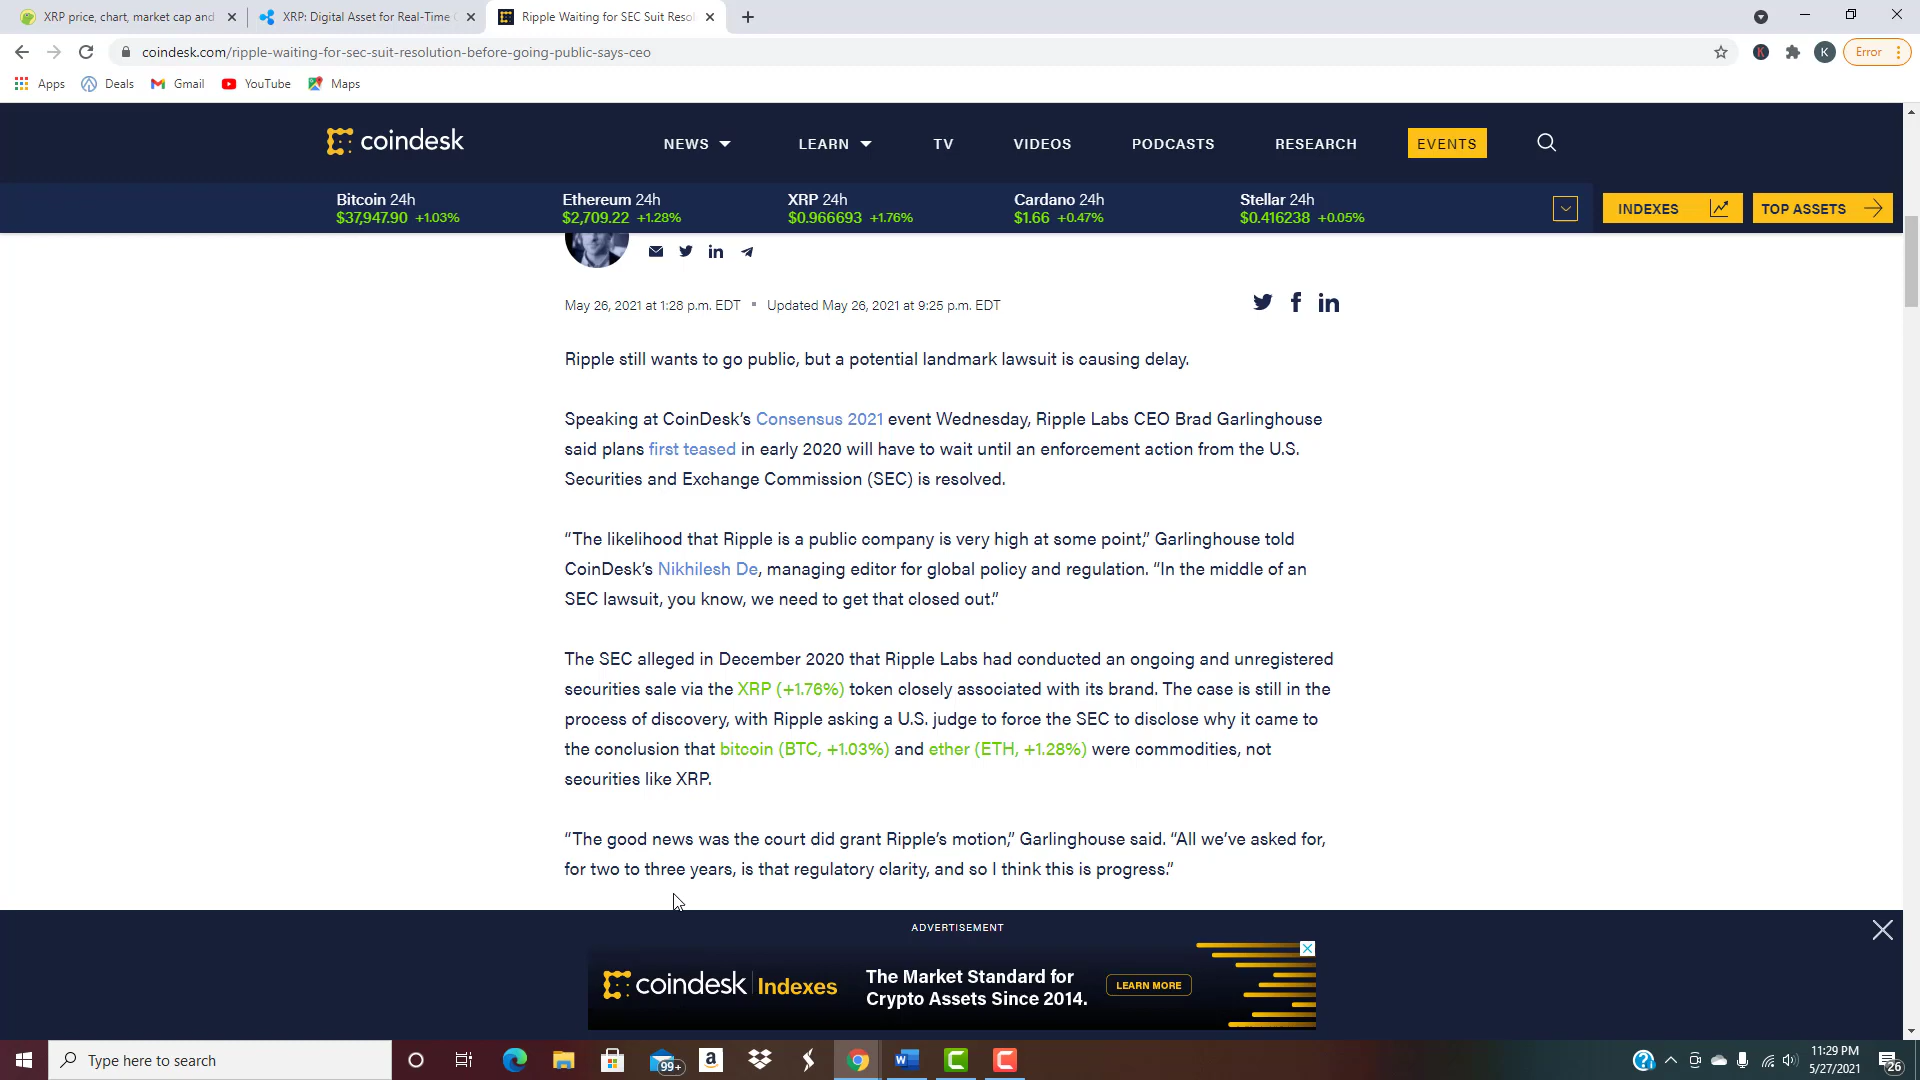 XRP price, chart, market cap and
XRP: Digital Asset for Real-Time
Ripple Waiting for SEC Suit Resol
coindesk.com/ripple-waiting-for-sec-suit-resolution-before-going-public-says-ceo
K
K
Error
Apps
Deals
Gmail
YouTube
Maps
coindesk
NEWS
LEARN
TV
VIDEOS
PODCASTS
RESEARCH
EVENTS
Bitcoin 24h
$37,947.90 +1.03%
Ethereum 24h
$2,709.22 +1.28%
XRP 24h
$0.966693 +1.76%
Cardano 24h
$1.66 +0.47%
Stellar 24h
$0.416238 +0.05%
INDEXES
TOP ASSETS
May 26, 2021 at 1:28 p.m. EDT ▪ Updated May 26, 2021 at 9:25 p.m. EDT
Ripple still wants to go public, but a potential landmark lawsuit is causing delay.
Speaking at CoinDesk’s Consensus 2021 event Wednesday, Ripple Labs CEO Brad Garlinghouse
said plans first teased in early 2020 will have to wait until an enforcement action from the U.S.
Securities and Exchange Commission (SEC) is resolved.
“The likelihood that Ripple is a public company is very high at some point,” Garlinghouse told
CoinDesk’s Nikhilesh De, managing editor for global policy and regulation. “In the middle of an
SEC lawsuit, you know, we need to get that closed out.”
The SEC alleged in December 2020 that Ripple Labs had conducted an ongoing and unregistered
securities sale via the XRP (+1.76%) token closely associated with its brand. The case is still in the
process of discovery, with Ripple asking a U.S. judge to force the SEC to disclose why it came to
the conclusion that bitcoin (BTC, +1.03%) and ether (ETH, +1.28%) were commodities, not
securities like XRP.
“The good news was the court did grant Ripple’s motion,” Garlinghouse said. “All we’ve asked for,
for two to three years, is that regulatory clarity, and so I think this is progress.”
ADVERTISEMENT
coindesk Indexes
The Market Standard for
Crypto Assets Since 2014.
LEARN MORE
Type here to search
99+
11:29 PM
5/27/2021
26